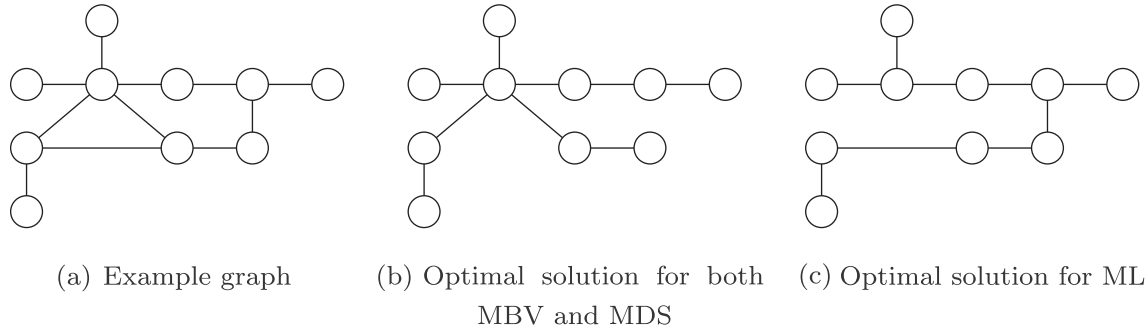 (a) Example graph
(b) Optimal solution for both
MBV and MDS
(c) Optimal solution for ML